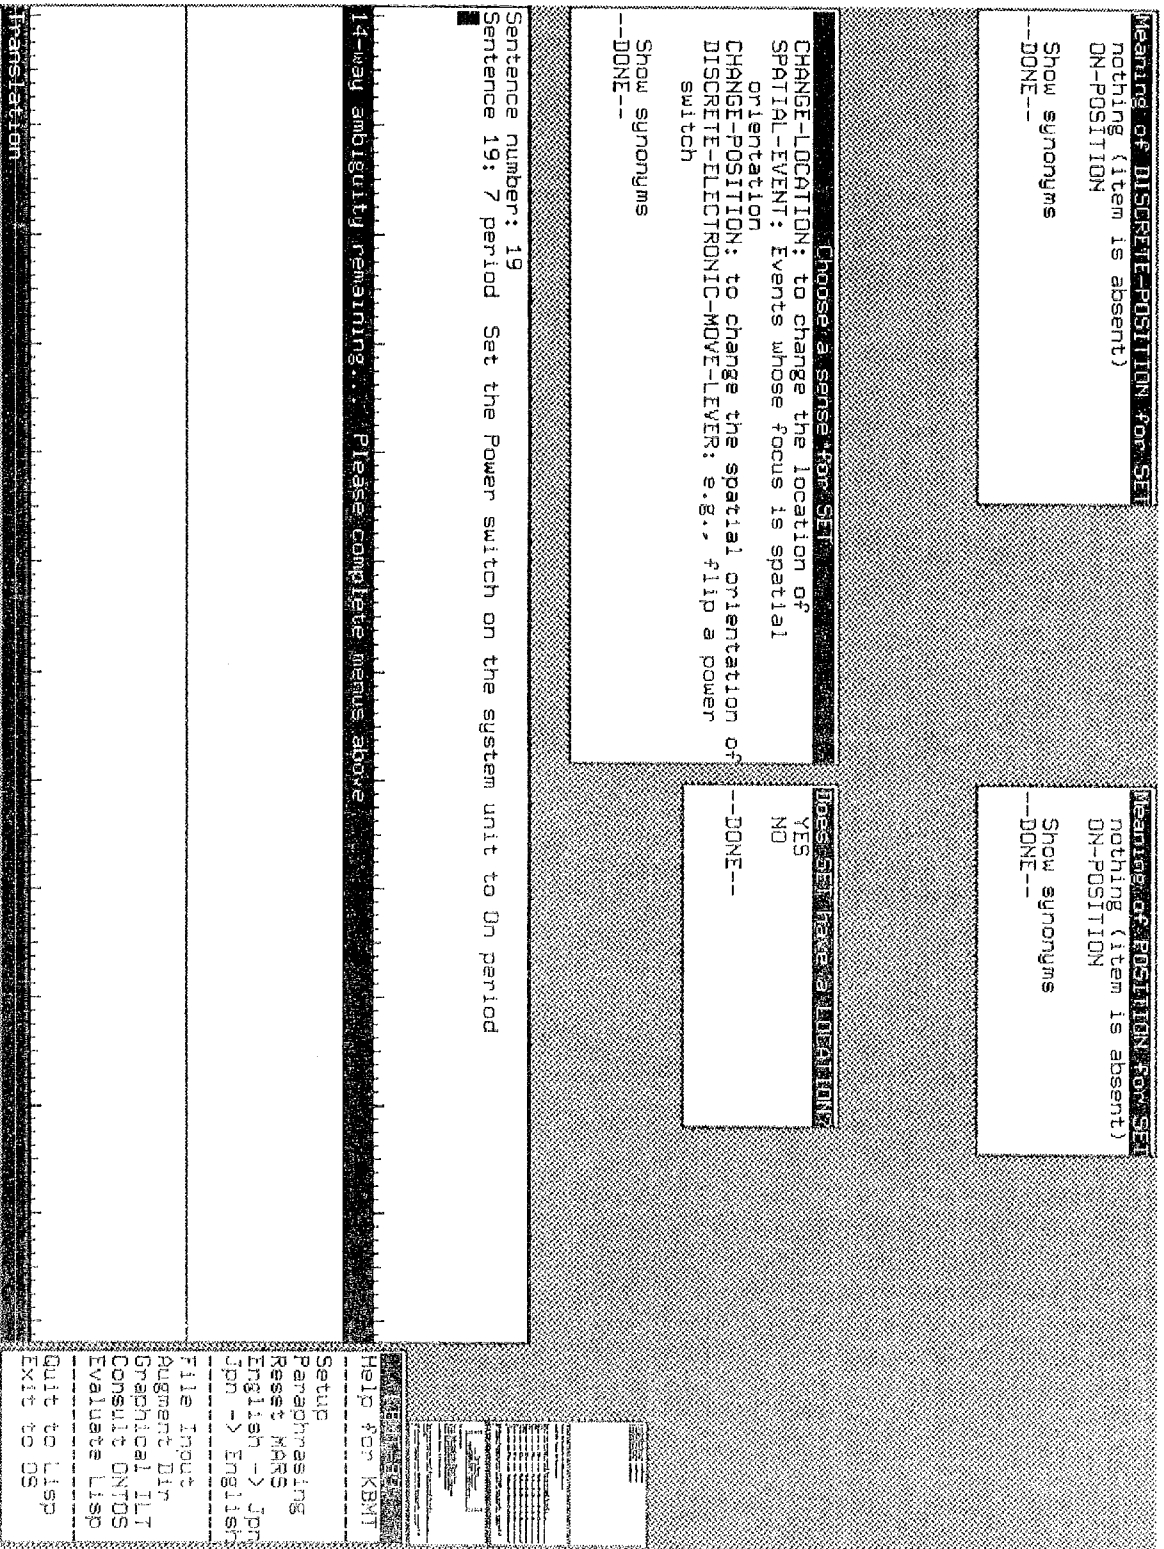 Meaning of DISCRETE-POSITION for SET
nothing (item is absent)
ON-POSITION
Show synonyms
--DONE--
Meaning of POSITION for SET
nothing (item is absent)
ON-POSITION
Show synonyms
--DONE--
Choose a sense for SET
CHANGE-LOCATION: to change the location of
SPATIAL-EVENT: Events whose focus is spatial
orientation
CHANGE-POSITION: to change the spatial orientation of
DISCRETE-ELECTRONIC-MOVE-LEVER: e.g., flip a power
switch
Show synonyms
--DONE--
Does SET have a LOCATION?
YES
NO
--DONE--
Sentence number: 19
Sentence 19: 7 period  Set the Power switch on the system unit to On period
14-way ambiguity remaining... Please complete menus above
Translation
Help for KBMT
Setup
Paraphrasing
Reset MARS
English -> Jpn
Jpn -> English
File Input
Augment Dir
Graphical ILT
Consult ONTOS
Evaluate Lisp
Quit to Lisp
Exit to OS